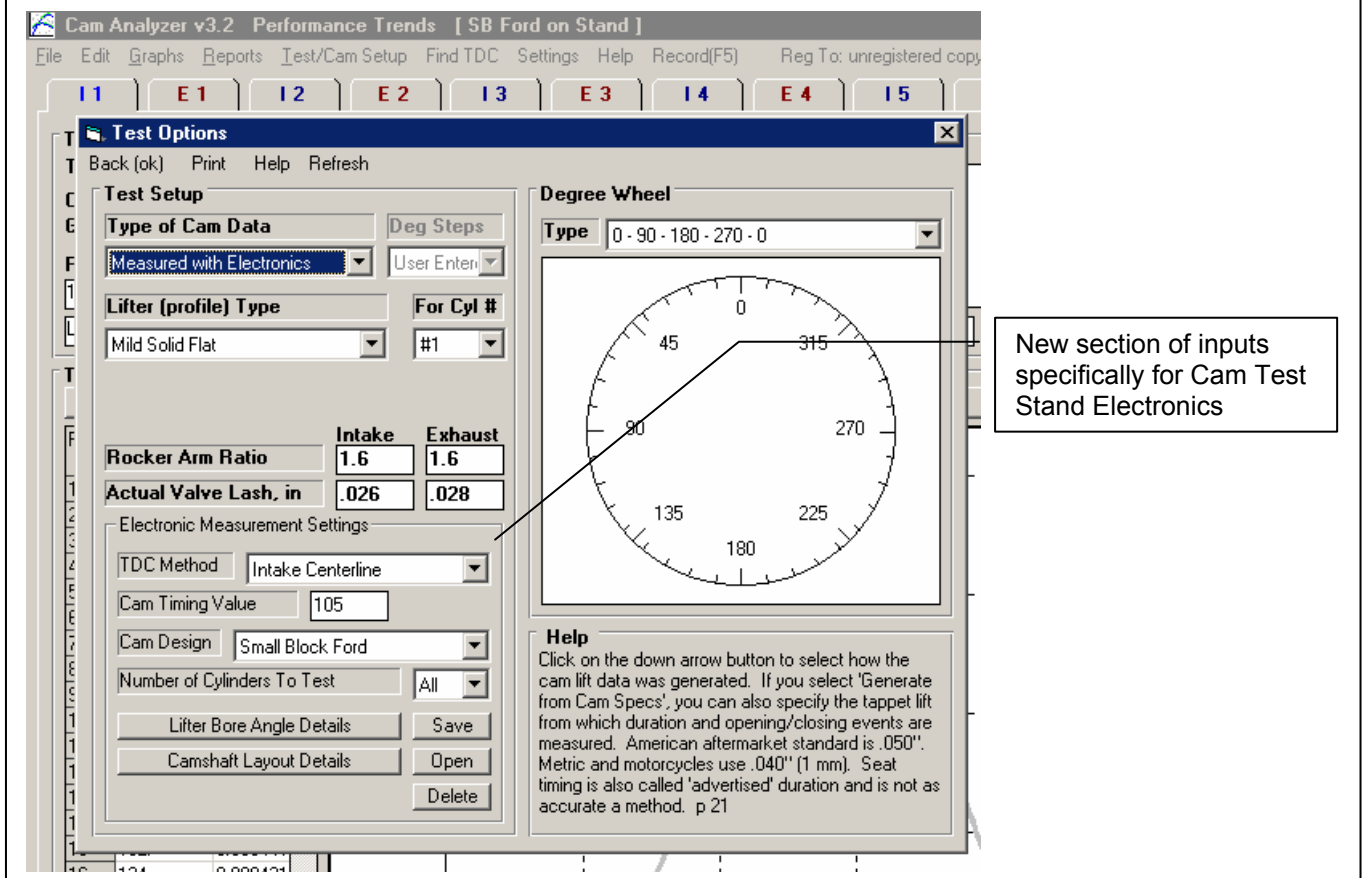 Cam Analyzer v3.2 Performance Trends [ SB Ford on Stand ]
File Edit Graphs Reports Test/Cam Setup Find TDC Settings Help Record(F5) Reg To: unregistered copy
I 1 E 1 I 2 E 2 I 3 E 3 I 4 E 4 I 5
Test Options
Back (ok) Print Help Refresh
Test Setup
Type of Cam Data Deg Steps
Measured with Electronics User Enter
Lifter (profile) Type For Cyl #
Mild Solid Flat #1
Intake Exhaust
Rocker Arm Ratio 1.6 1.6
Actual Valve Lash, in .026 .028
Electronic Measurement Settings
TDC Method Intake Centerline
Cam Timing Value 105
Cam Design Small Block Ford
Number of Cylinders To Test All
Lifter Bore Angle Details Save
Camshaft Layout Details Open
Delete
Degree Wheel
Type 0 - 90 - 180 - 270 - 0
0
45 315
90 270
135 225
180
Help
Click on the down arrow button to select how the
cam lift data was generated. If you select 'Generate
from Cam Specs', you can also specify the tappet lift
from which duration and opening/closing events are
measured. American aftermarket standard is .050''.
Metric and motorcycles use .040'' (1 mm). Seat
timing is also called 'advertised' duration and is not as
accurate a method. p 21
New section of inputs
specifically for Cam Test
Stand Electronics